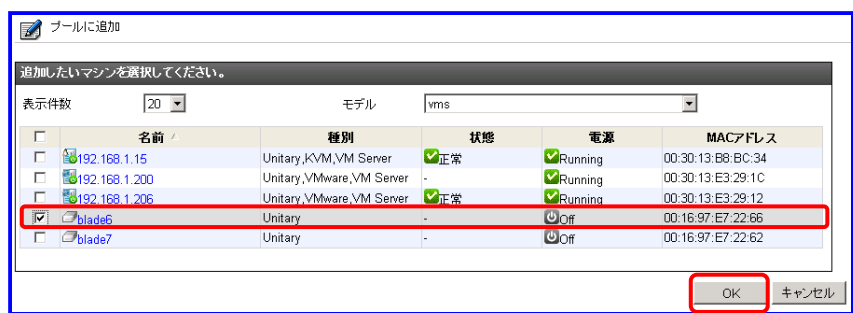 プールに追加
追加したいマシンを選択してください。
表示件数 20 モデル vms
名前 種別 状態 電源 MACアドレス
192.168.1.15 Unitary,KVM,VM Server 正常 Running 00:30:13:B8:BC:34
192.168.1.200 Unitary,VMware,VM Server - Running 00:30:13:E3:29:1C
192.168.1.206 Unitary,VMware,VM Server 正常 Running 00:30:13:E3:29:12
blade6 Unitary - Off 00:16:97:E7:22:66
blade7 Unitary - Off 00:16:97:E7:22:62
OK キャンセル